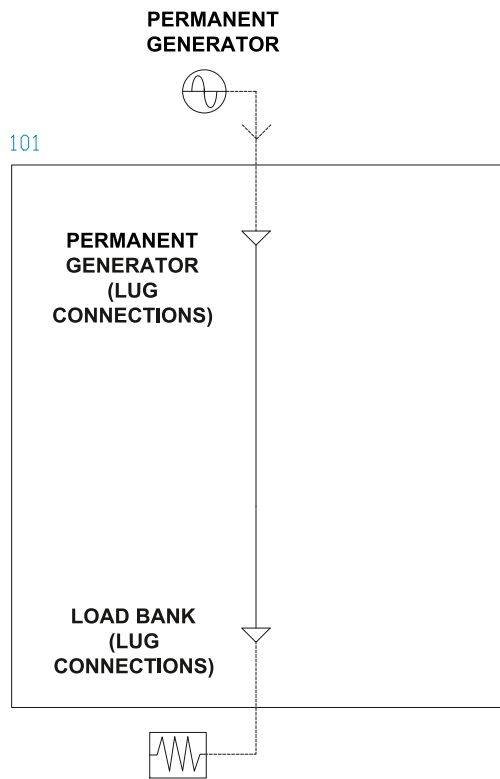 PERMANENT
GENERATOR
101
PERMANENT
GENERATOR
(LUG
CONNECTIONS)
LOAD BANK
(LUG
CONNECTIONS)